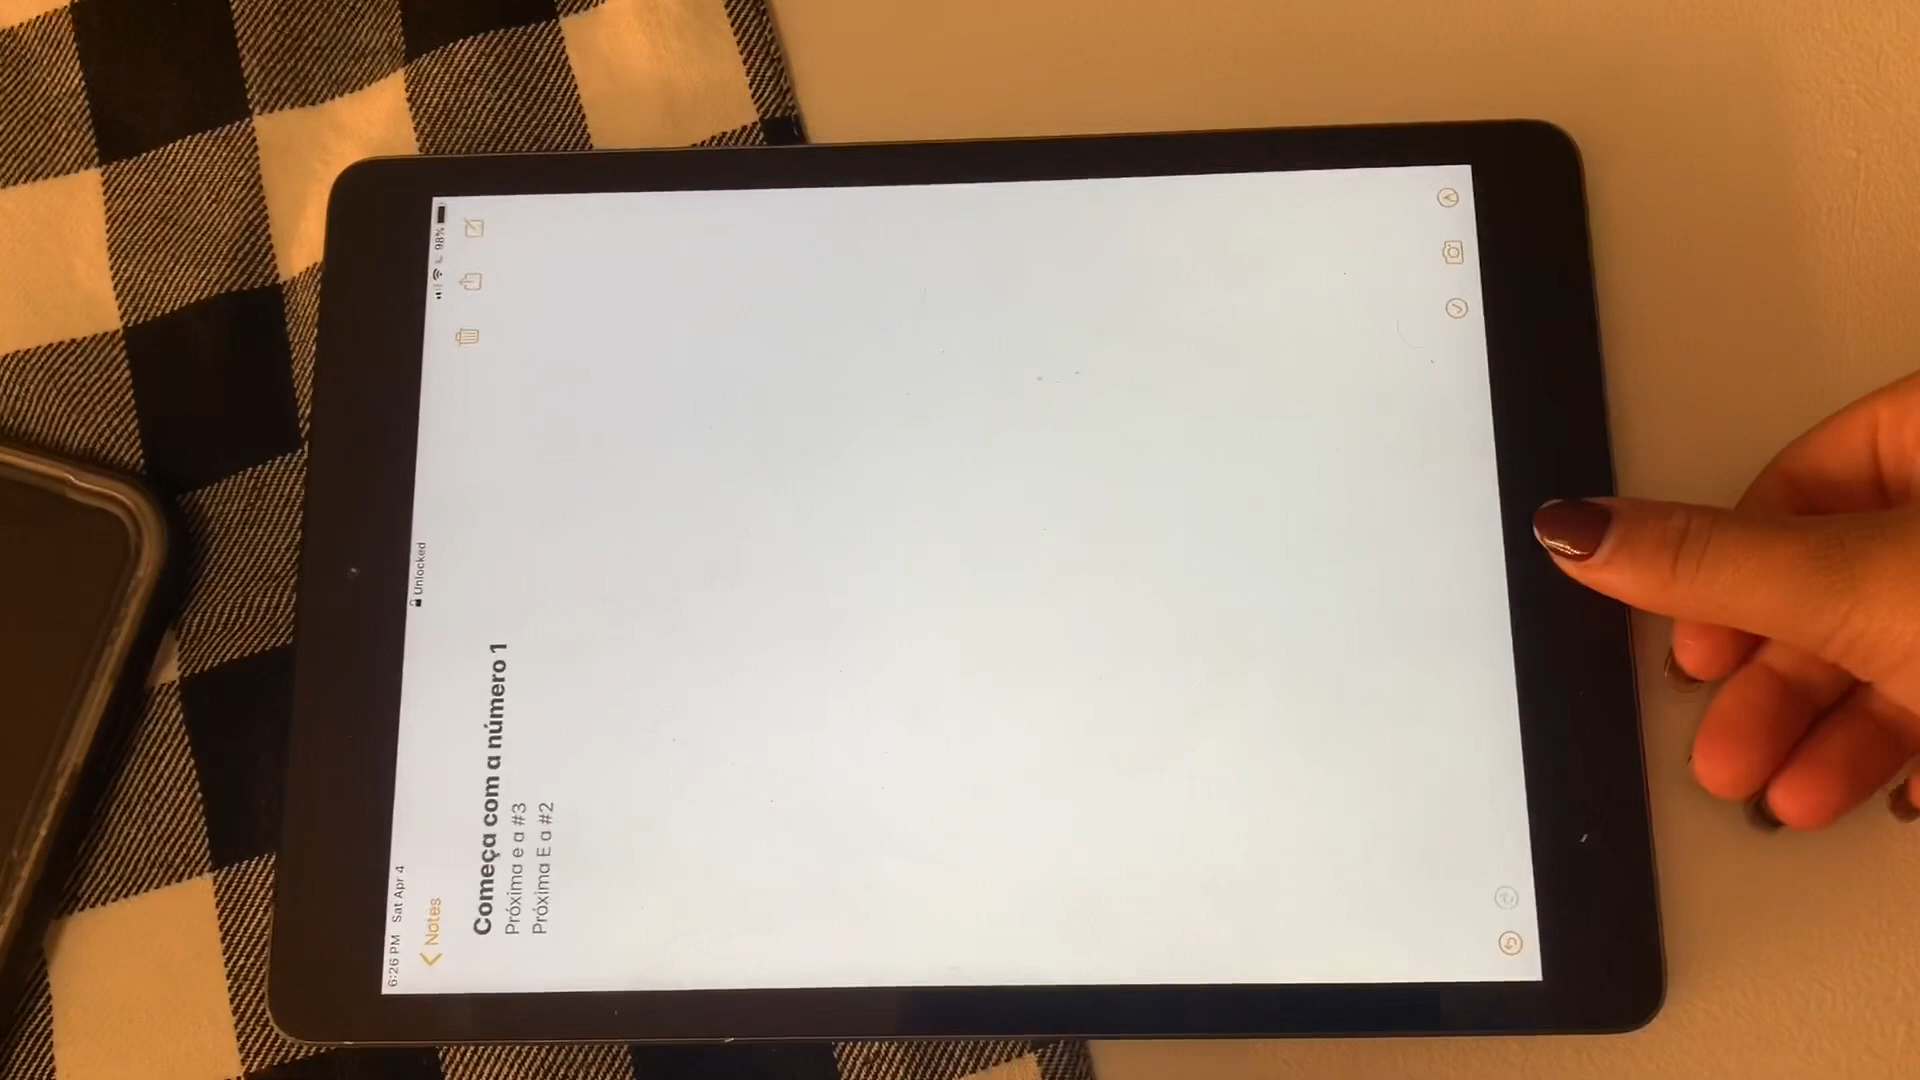 6:26 PM Sat Apr 4
98%
Unlocked
Notes
Começa com a número 1
Próxima e a #3
Próxima E a #2